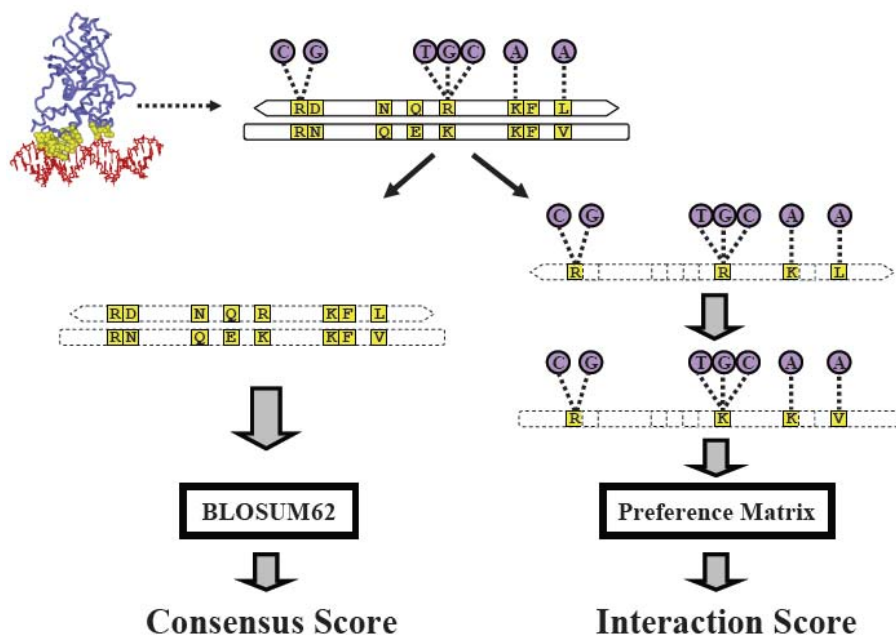 C G T G C A A
R D N Q R K F L
R N Q E K K F V
C G T G C A A
R R K L
R D N Q R K F L
R N Q E K K F V
C G T G C A A
R K K V
BLOSUM62
Preference Matrix
Consensus Score
Interaction Score